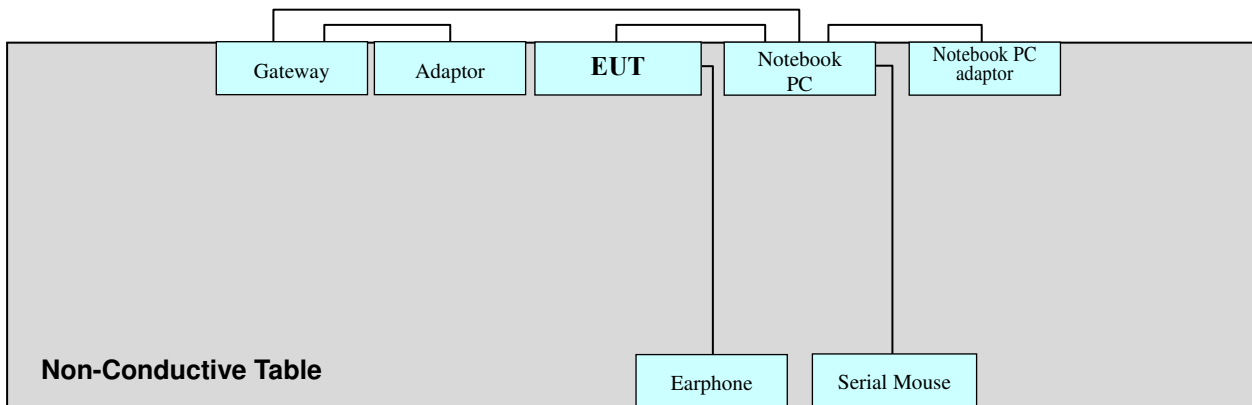 Gateway
Adaptor
EUT
Notebook
PC
Notebook PC
adaptor
Non-Conductive Table
Earphone
Serial Mouse